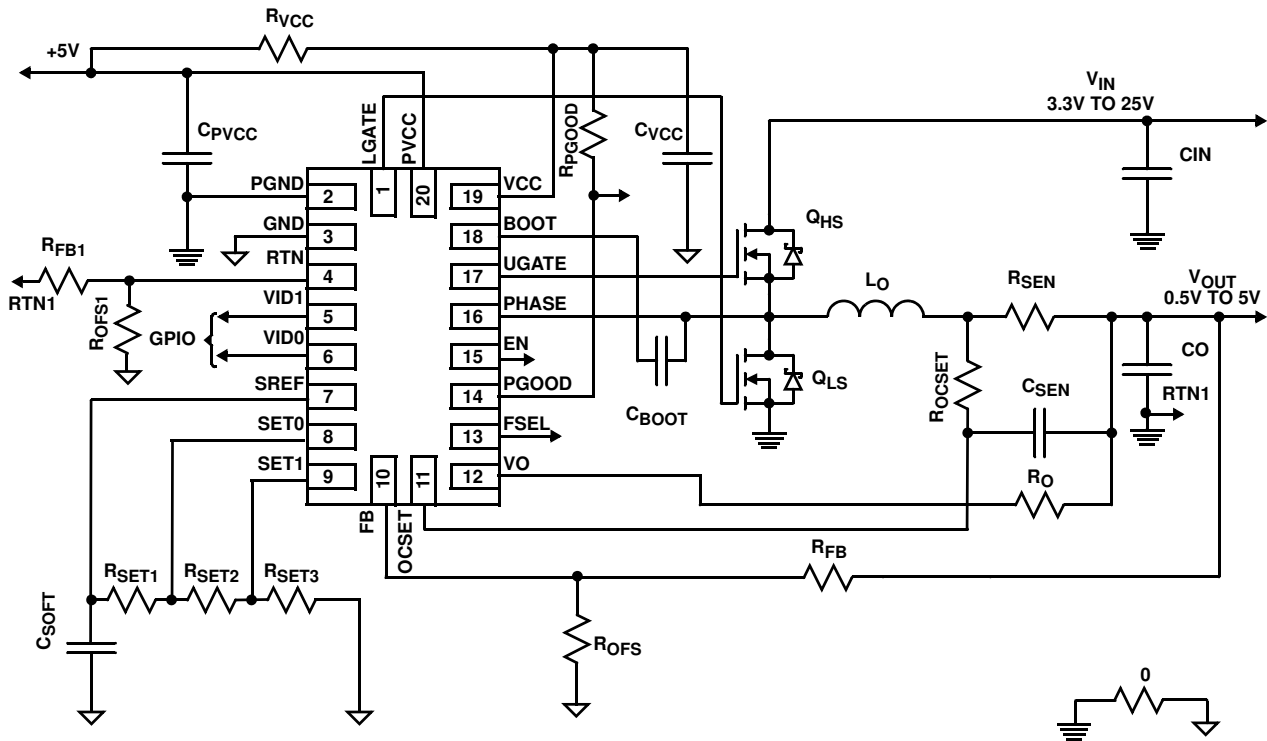 RVCC
+5V
VIN
3.3V TO 25V
CPVCC
LGATE
PVCC
RPGOOD
CVCC
CIN
PGND
2
1
20
19
VCC
GND
3
18
BOOT
QHS
RFB1
RTN
4
17
UGATE
RTN1
ROFS1
VID1
5
16
PHASE
LO
RSEN
VOUT
0.5V TO 5V
GPIO
VID0
6
15
EN
QLS
CO
SREF
7
14
PGOOD
CBOOT
ROCSET
CSEN
RTN1
SET0
8
13
FSEL
SET1
9
10
11
12
VO
RO
FB
OCSET
RFB
RSET1
RSET2
RSET3
CSOFT
ROFS
0